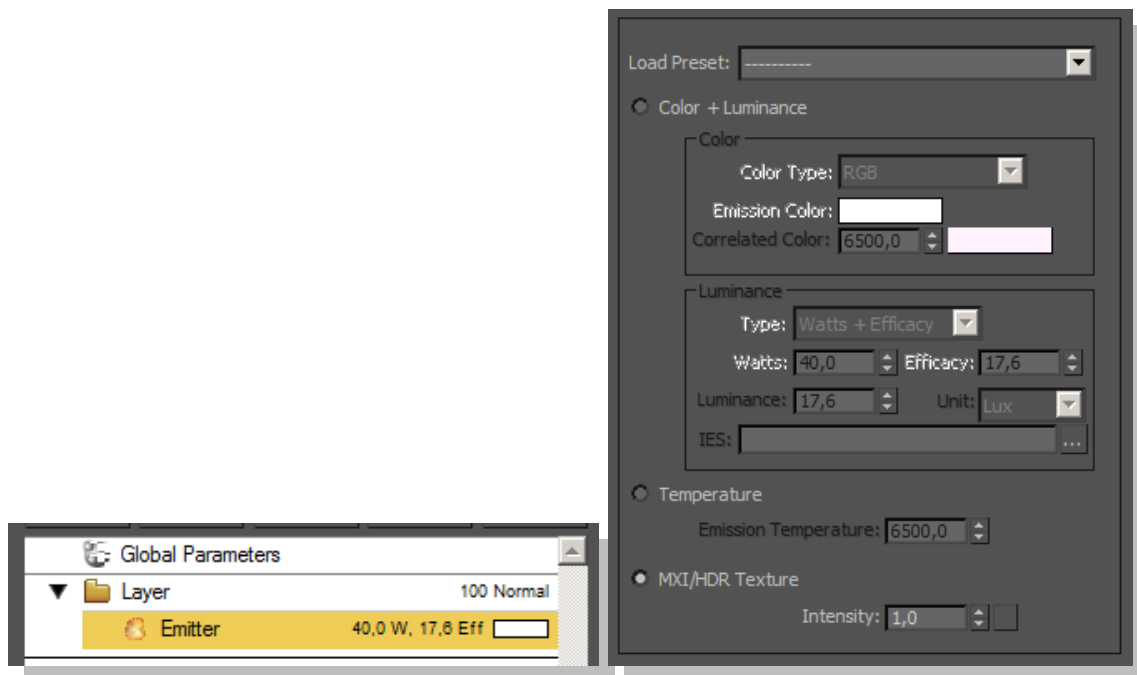 Global Parameters
Layer 100 Normal
Emitter 40,0 W, 17,6 Eff
Load Preset: ----------
Color + Luminance
Color
Color Type: RGB
Emission Color:
Correlated Color: 6500,0
Luminance
Type: Watts + Efficacy
Watts: 40,0 Efficacy: 17,6
Luminance: 17,6 Unit: Lux
IES: ...
Temperature
Emission Temperature: 6500,0
MXI/HDR Texture
Intensity: 1,0